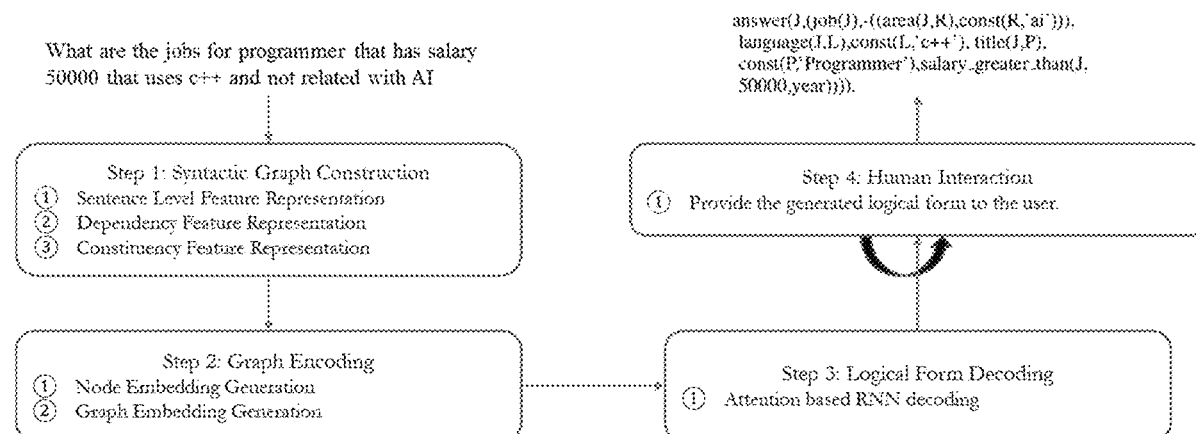 What are the jobs for programmer that has salary
50000 that uses c++ and not related with AI
Step 1: Syntactic Graph Construction
① Sentence Level Feature Representation
② Dependency Feature Representation
③ Constituency Feature Representation
Step 2: Graph Encoding
① Node Embedding Generation
② Graph Embedding Generation
Step 3: Logical Form Decoding
① Attention based RNN decoding
Step 4: Human Interaction
① Provide the generated logical form to the user.
answer(J,(job(J),-((area(J,R),const(R,'ai'))).
language(J,L),const(L,'c++'), title(J,P),
const(P,'Programmer'),salary_greater_than(J,
50000,year)))).